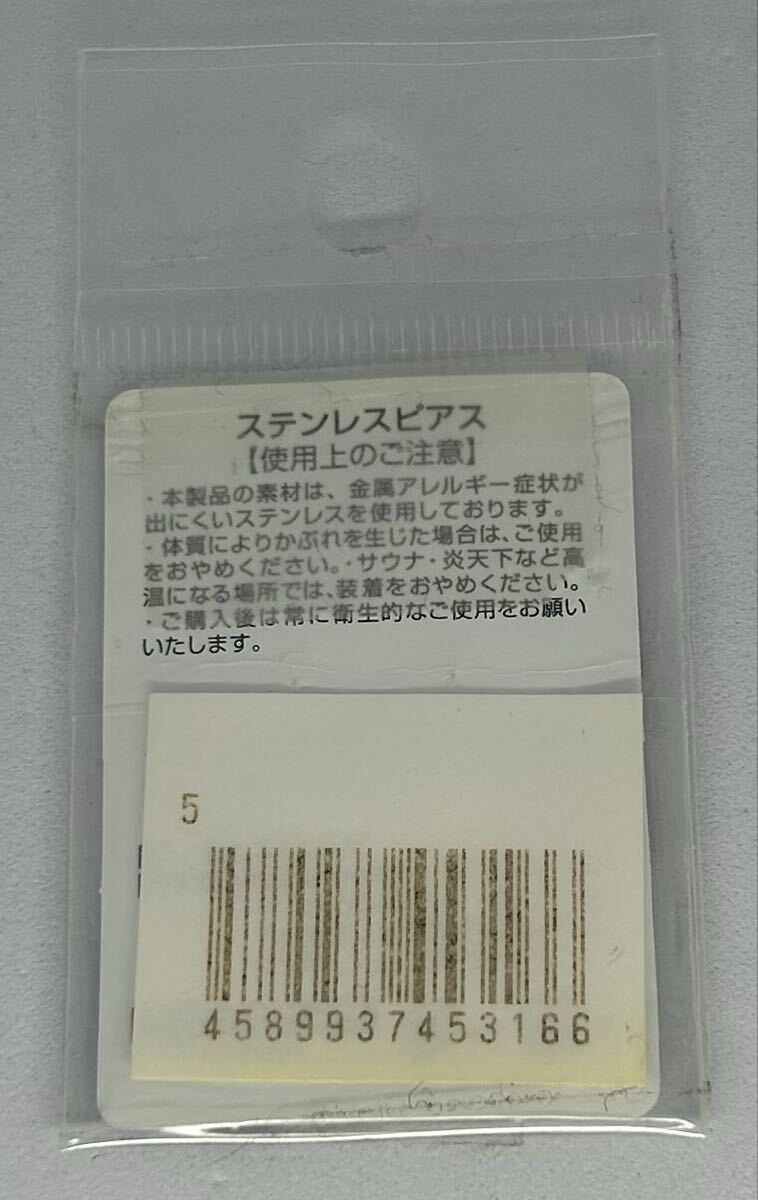 ステンレスピアス
【使用上のご注意】
・本製品の素材は、金属アレルギー症状が
出にくいステンレスを使用しております。
・体質によりかぶれを生じた場合は、ご使用
をおやめください。・サウナ・炎天下など高
温になる場所では、装着をおやめください。
・ご購入後は常に衛生的なご使用をお願い
いたします。
5
4589937453166